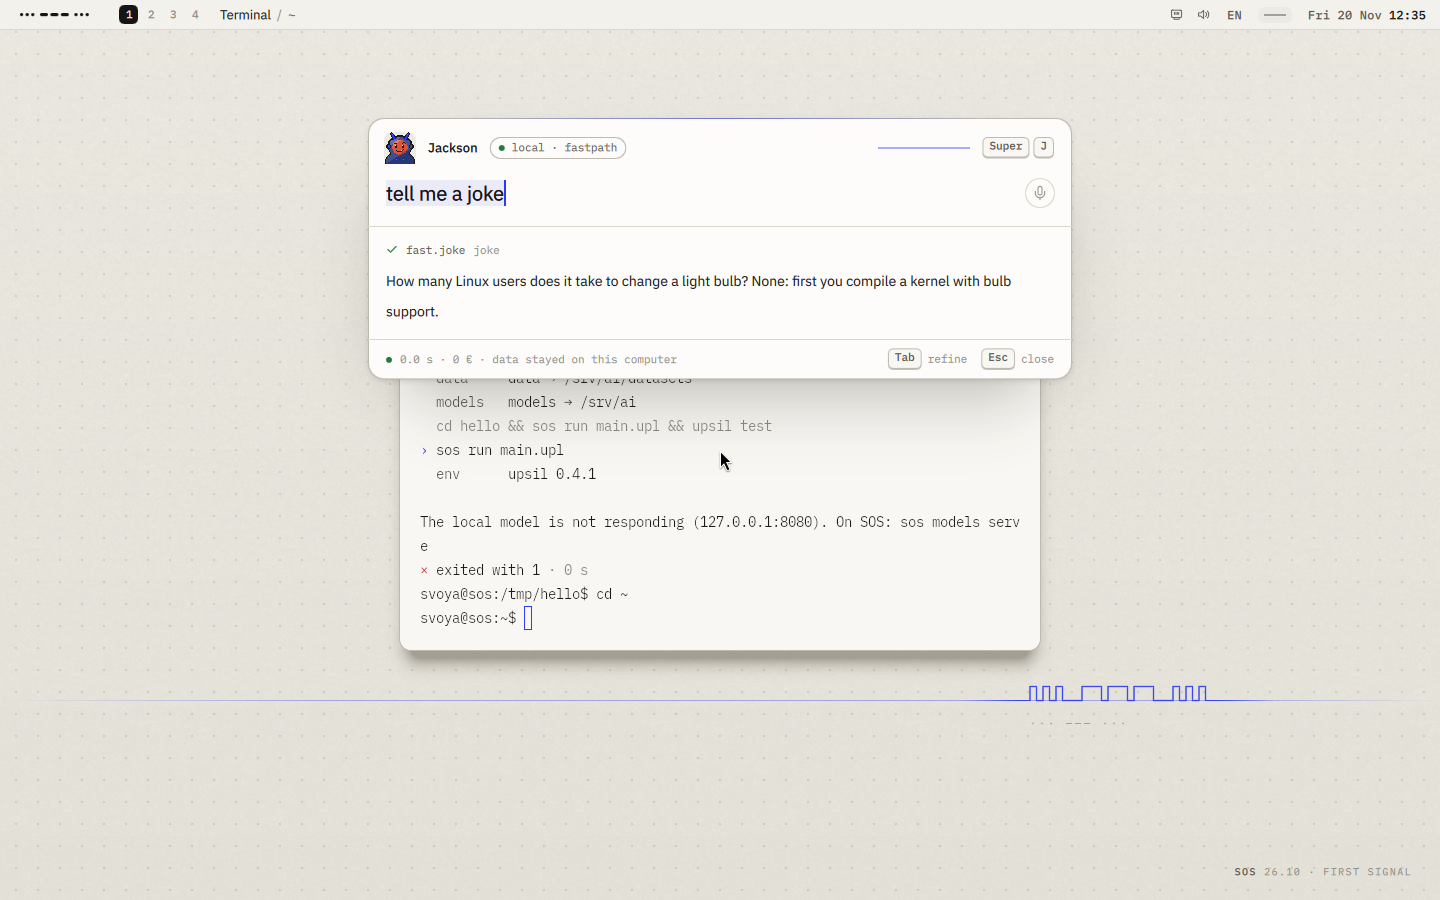 1 2 3 4 Terminal / ~ EN Fri 20 Nov 12:35
Jackson local · fastpath Super J
tell me a joke
fast.joke joke
How many Linux users does it take to change a light bulb? None: first you compile a kernel with bulb
support.
0.0 s · 0 € · data stayed on this computer Tab refine Esc close
data data → /srv/ai/datasets
models models → /srv/ai
cd hello && sos run main.upl && upsil test
› sos run main.upl
env upsil 0.4.1
The local model is not responding (127.0.0.1:8080). On SOS: sos models serv
e
× exited with 1 · 0 s
svoya@sos:/tmp/hello$ cd ~
svoya@sos:~$
... --- ...
SOS 26.10 · FIRST SIGNAL